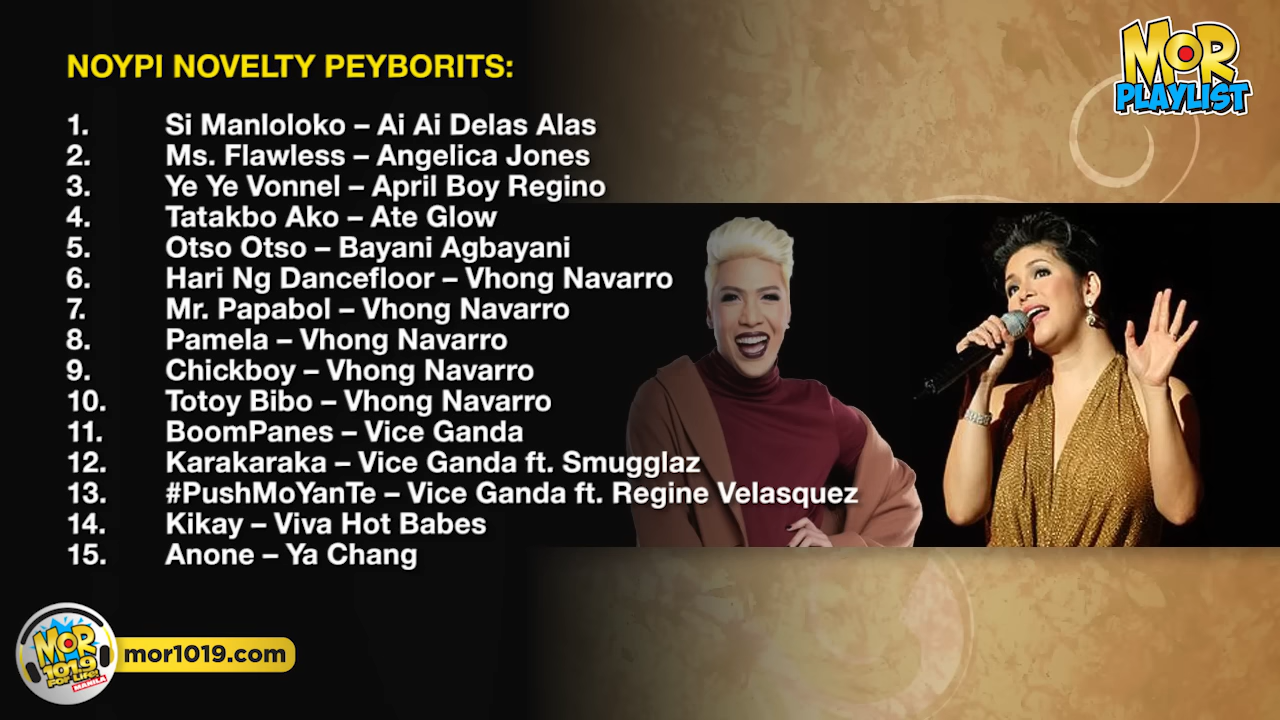 NOYPI NOVELTY PEYBORITS:
MOR
PLAYLIST
1. Si Manloloko – Ai Ai Delas Alas
2. Ms. Flawless – Angelica Jones
3. Ye Ye Vonnel – April Boy Regino
4. Tatakbo Ako – Ate Glow
5. Otso Otso – Bayani Agbayani
6. Hari Ng Dancefloor – Vhong Navarro
7. Mr. Papabol – Vhong Navarro
8. Pamela – Vhong Navarro
9. Chickboy – Vhong Navarro
10. Totoy Bibo – Vhong Navarro
11. BoomPanes – Vice Ganda
12. Karakaraka – Vice Ganda ft. Smugglaz
13. #PushMoYanTe – Vice Ganda ft. Regine Velasquez
14. Kikay – Viva Hot Babes
15. Anone – Ya Chang
MOR
101.9
FOR LIFE!
MANILA
mor1019.com